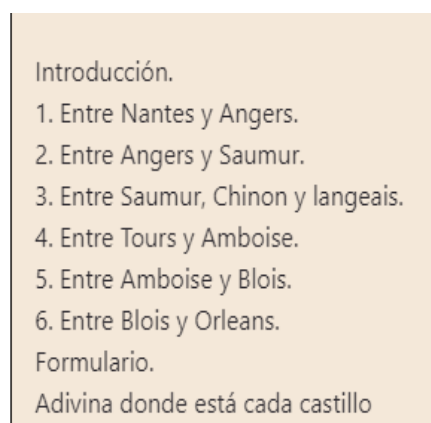 Introducción.
1. Entre Nantes y Angers.
2. Entre Angers y Saumur.
3. Entre Saumur, Chinon y langeais.
4. Entre Tours y Amboise.
5. Entre Amboise y Blois.
6. Entre Blois y Orleans.
Formulario.
Adivina donde está cada castillo